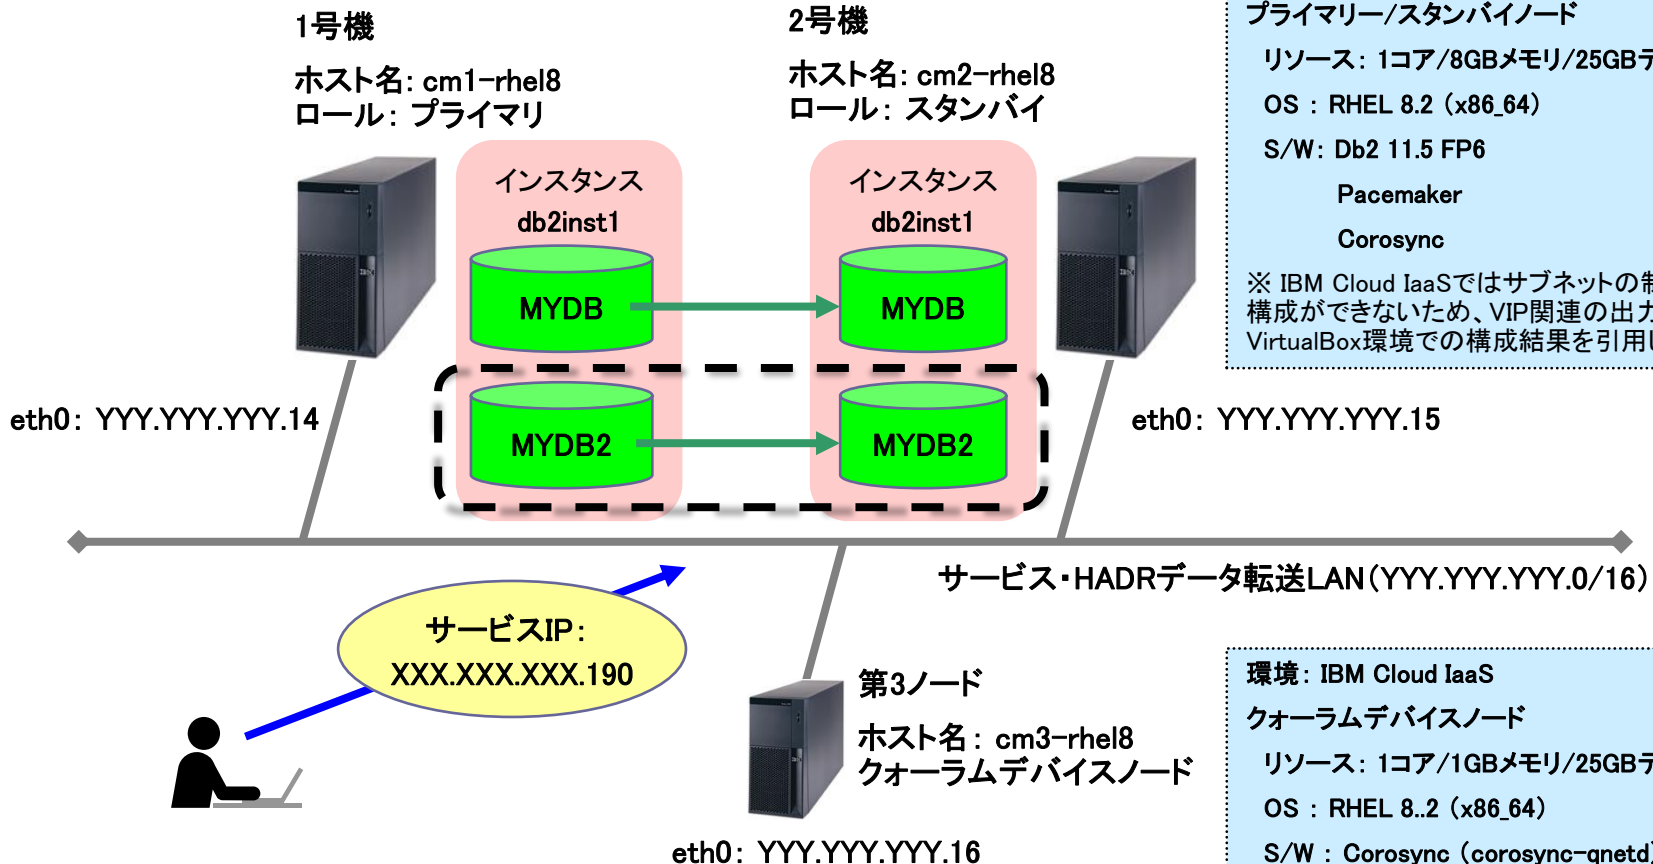 1号機
ホスト名: cm1-rhel8
ロール: プライマリ
2号機
ホスト名: cm2-rhel8
ロール: スタンバイ
インスタンス
db2inst1
MYDB
MYDB2
インスタンス
db2inst1
MYDB
MYDB2
eth0: YYY.YYY.YYY.14
eth0: YYY.YYY.YYY.15
プライマリー/スタンバイノード
リソース: 1コア/8GBメモリ/25GBデ
OS : RHEL 8.2 (x86_64)
S/W: Db2 11.5 FP6
Pacemaker
Corosync
※ IBM Cloud IaaSではサブネットの制
構成ができないため、VIP関連の出力
VirtualBox環境での構成結果を引用し
サービス・HADRデータ転送LAN(YYY.YYY.YYY.0/16)
サービスIP:
XXX.XXX.XXX.190
第3ノード
ホスト名: cm3-rhel8
クォーラムデバイスノード
eth0: YYY.YYY.YYY.16
環境: IBM Cloud IaaS
クォーラムデバイスノード
リソース: 1コア/1GBメモリ/25GBデ
OS : RHEL 8..2 (x86_64)
S/W : Corosync (corosync-qnetd)